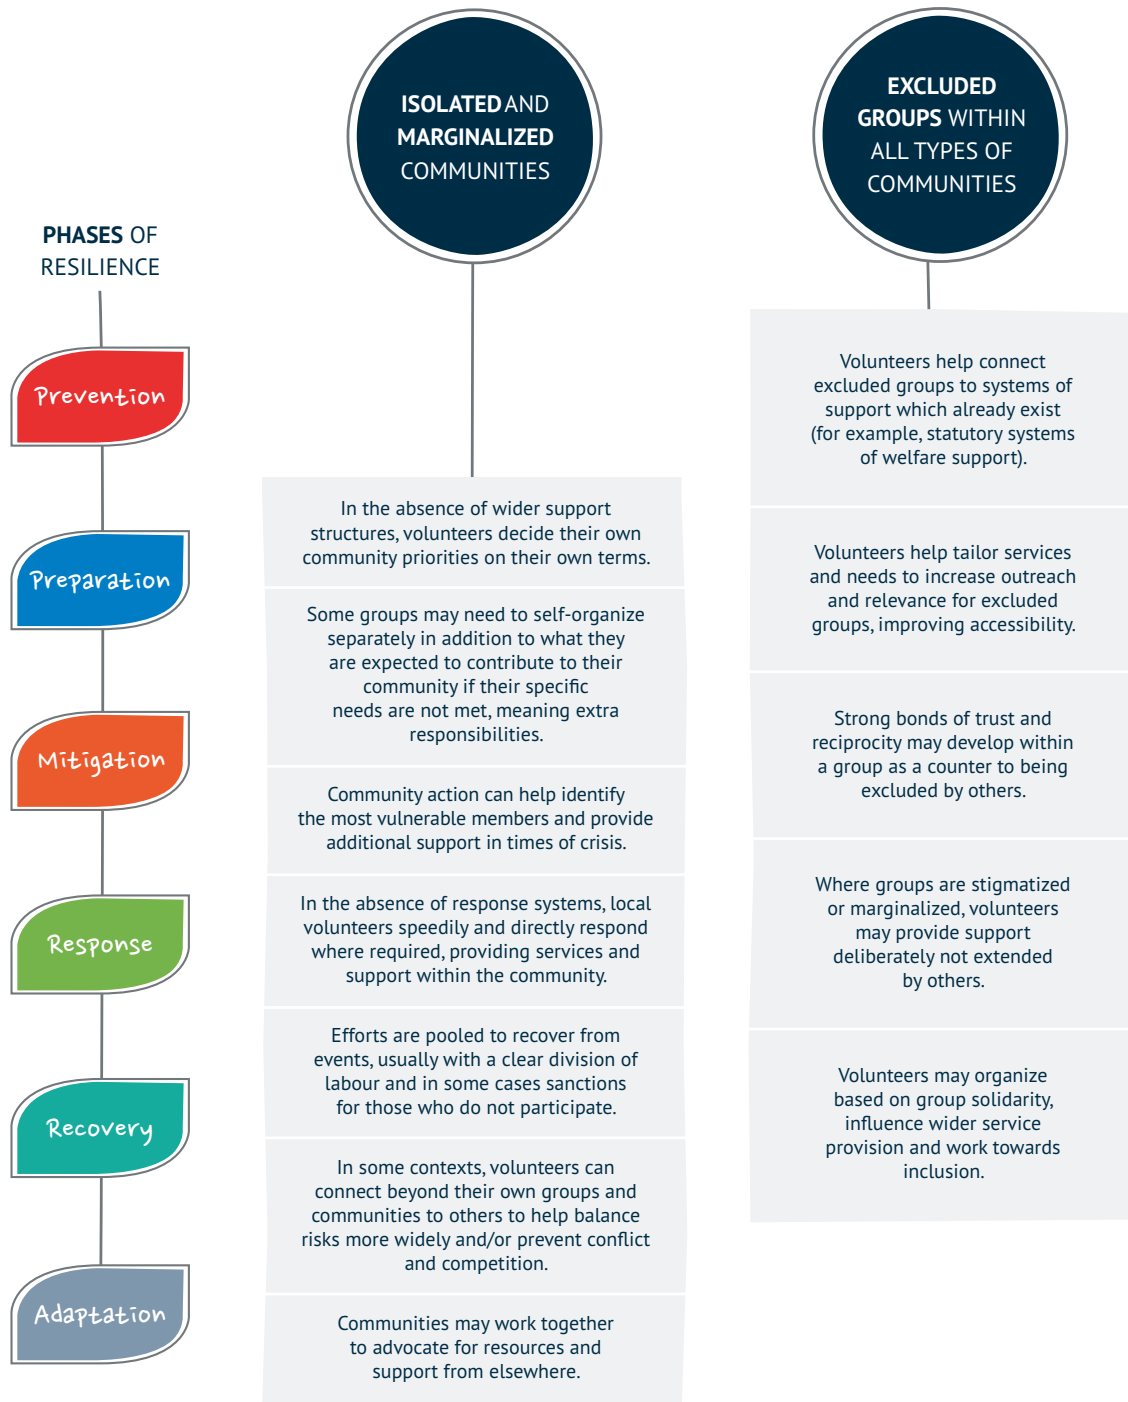 PHASES OF
RESILIENCE
Prevention
Preparation
Mitigation
Response
Recovery
Adaptation
ISOLATED AND
MARGINALIZED
COMMUNITIES
In the absence of wider support
structures, volunteers decide their own
community priorities on their own terms.
Some groups may need to self-organize
separately in addition to what they
are expected to contribute to their
community if their specific
needs are not met, meaning extra
responsibilities.
Community action can help identify
the most vulnerable members and provide
additional support in times of crisis.
In the absence of response systems, local
volunteers speedily and directly respond
where required, providing services and
support within the community.
Efforts are pooled to recover from
events, usually with a clear division of
labour and in some cases sanctions
for those who do not participate.
In some contexts, volunteers can
connect beyond their own groups and
communities to others to help balance
risks more widely and/or prevent conflict
and competition.
Communities may work together
to advocate for resources and
support from elsewhere.
EXCLUDED
GROUPS WITHIN
ALL TYPES OF
COMMUNITIES
Volunteers help connect
excluded groups to systems of
support which already exist
(for example, statutory systems
of welfare support).
Volunteers help tailor services
and needs to increase outreach
and relevance for excluded
groups, improving accessibility.
Strong bonds of trust and
reciprocity may develop within
a group as a counter to being
excluded by others.
Where groups are stigmatized
or marginalized, volunteers
may provide support
deliberately not extended
by others.
Volunteers may organize
based on group solidarity,
influence wider service
provision and work towards
inclusion.